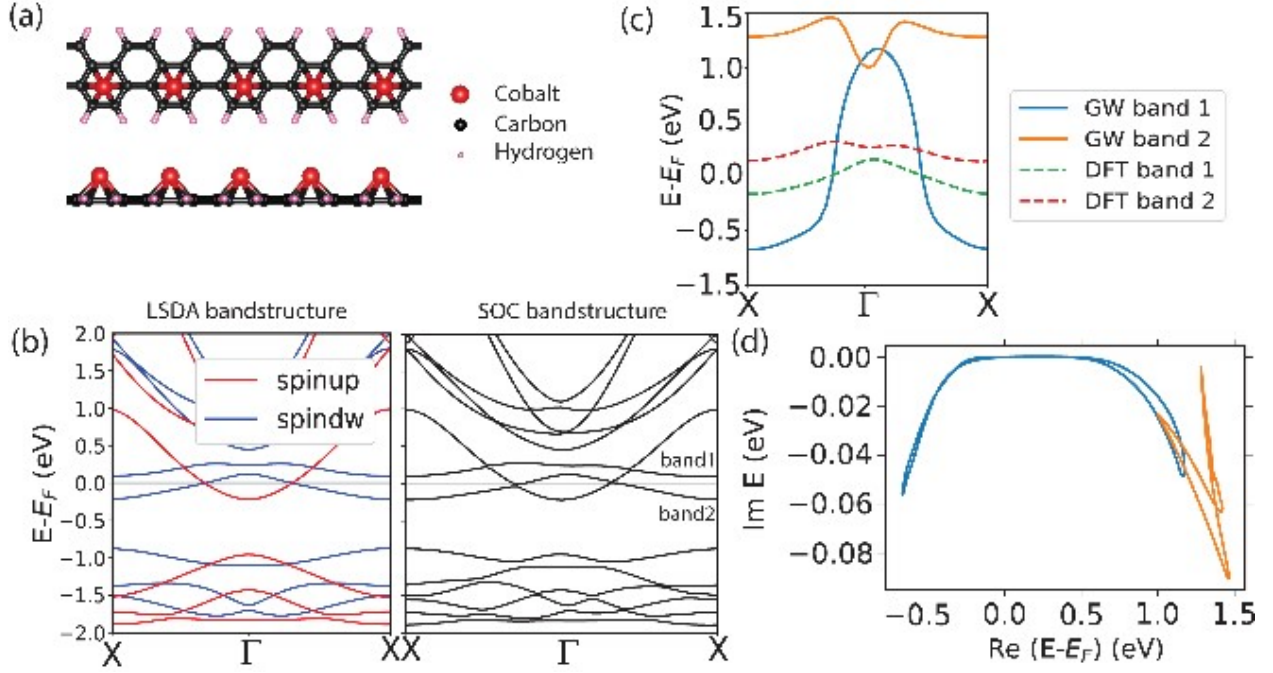 (a)
Cobalt
Carbon
Hydrogen
(b)
LSDA bandstructure
SOC bandstructure
E-E_F (eV)
2.0
1.5
1.0
0.5
0.0
−0.5
−1.0
−1.5
−2.0
spinup
spindw
band1
band2
X
Γ
X
X
Γ
X
(c)
E-E_F (eV)
1.5
1.0
0.5
0.0
−0.5
−1.5
X
Γ
X
GW band 1
GW band 2
DFT band 1
DFT band 2
(d)
Im E (eV)
0.00
−0.02
−0.04
−0.06
−0.08
−0.5
0.0
0.5
1.0
1.5
Re (E-E_F) (eV)